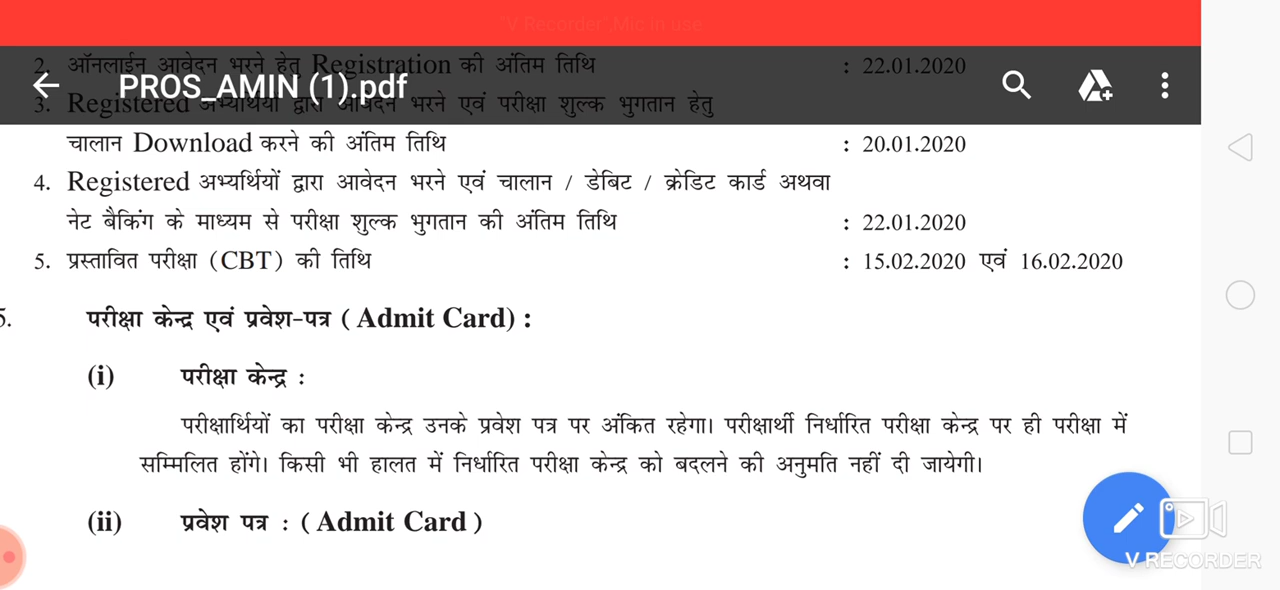 "V Recorder" Mic in use
2. ऑनलाईन आवेदन भरने हेतु Registration की अंतिम तिथि : 22.01.2020
PROS_AMIN (1).pdf
3. Registered अभ्यर्थियों द्वारा आवेदन भरने एवं परीक्षा शुल्क भुगतान हेतु
चालान Download करने की अंतिम तिथि : 20.01.2020
4. Registered अभ्यर्थियों द्वारा आवेदन भरने एवं चालान / डेबिट / क्रेडिट कार्ड अथवा
नेट बैकिंग के माध्यम से परीक्षा शुल्क भुगतान की अंतिम तिथि : 22.01.2020
5. प्रस्तावित परीक्षा (CBT) की तिथि : 15.02.2020 एवं 16.02.2020
5. परीक्षा केन्द्र एवं प्रवेश-पत्र ( Admit Card) :
(i) परीक्षा केन्द्र :
परीक्षार्थियों का परीक्षा केन्द्र उनके प्रवेश पत्र पर अंकित रहेगा। परीक्षार्थी निर्धारित परीक्षा केन्द्र पर ही परीक्षा में
सम्मिलित होंगे। किसी भी हालत में निर्धारित परीक्षा केन्द्र को बदलने की अनुमति नहीं दी जायेगी।
(ii) प्रवेश पत्र : ( Admit Card )
V RECORDER